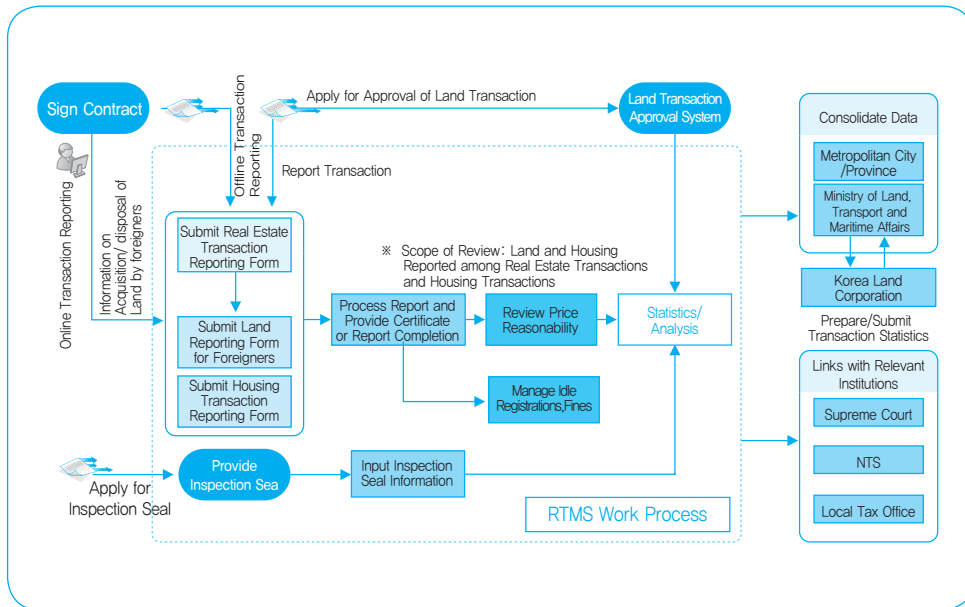 Sign Contract
Online Transaction Reporting
Information on
Acquisition/ disposal of
Land by foreigners
Offline Transaction
Reporting
Apply for Approval of Land Transaction
Report Transaction
Land Transaction
Approval System
Submit Real Estate
Transaction
Reporting Form
Submit Land
Reporting Form
for Foreigners
Submit Housing
Transaction
Reporting Form
※ Scope of Review: Land and Housing
Reported among Real Estate Transactions
and Housing Transactions
Process Report and
Provide Certificate
or Report Completion
Review Price
Reasonability
Statistics/
Analysis
Manage Idle
Registrations,Fines
Apply for
Inspection Seal
Provide
Inspection Sea
Input Inspection
Seal Information
RTMS Work Process
Consolidate Data
Metropolitan City
/Province
Ministry of Land,
Transport and
Maritime Affairs
Korea Land
Corporation
Prepare/Submit
Transaction Statistics
Links with Relevant
Institutions
Supreme Court
NTS
Local Tax Office